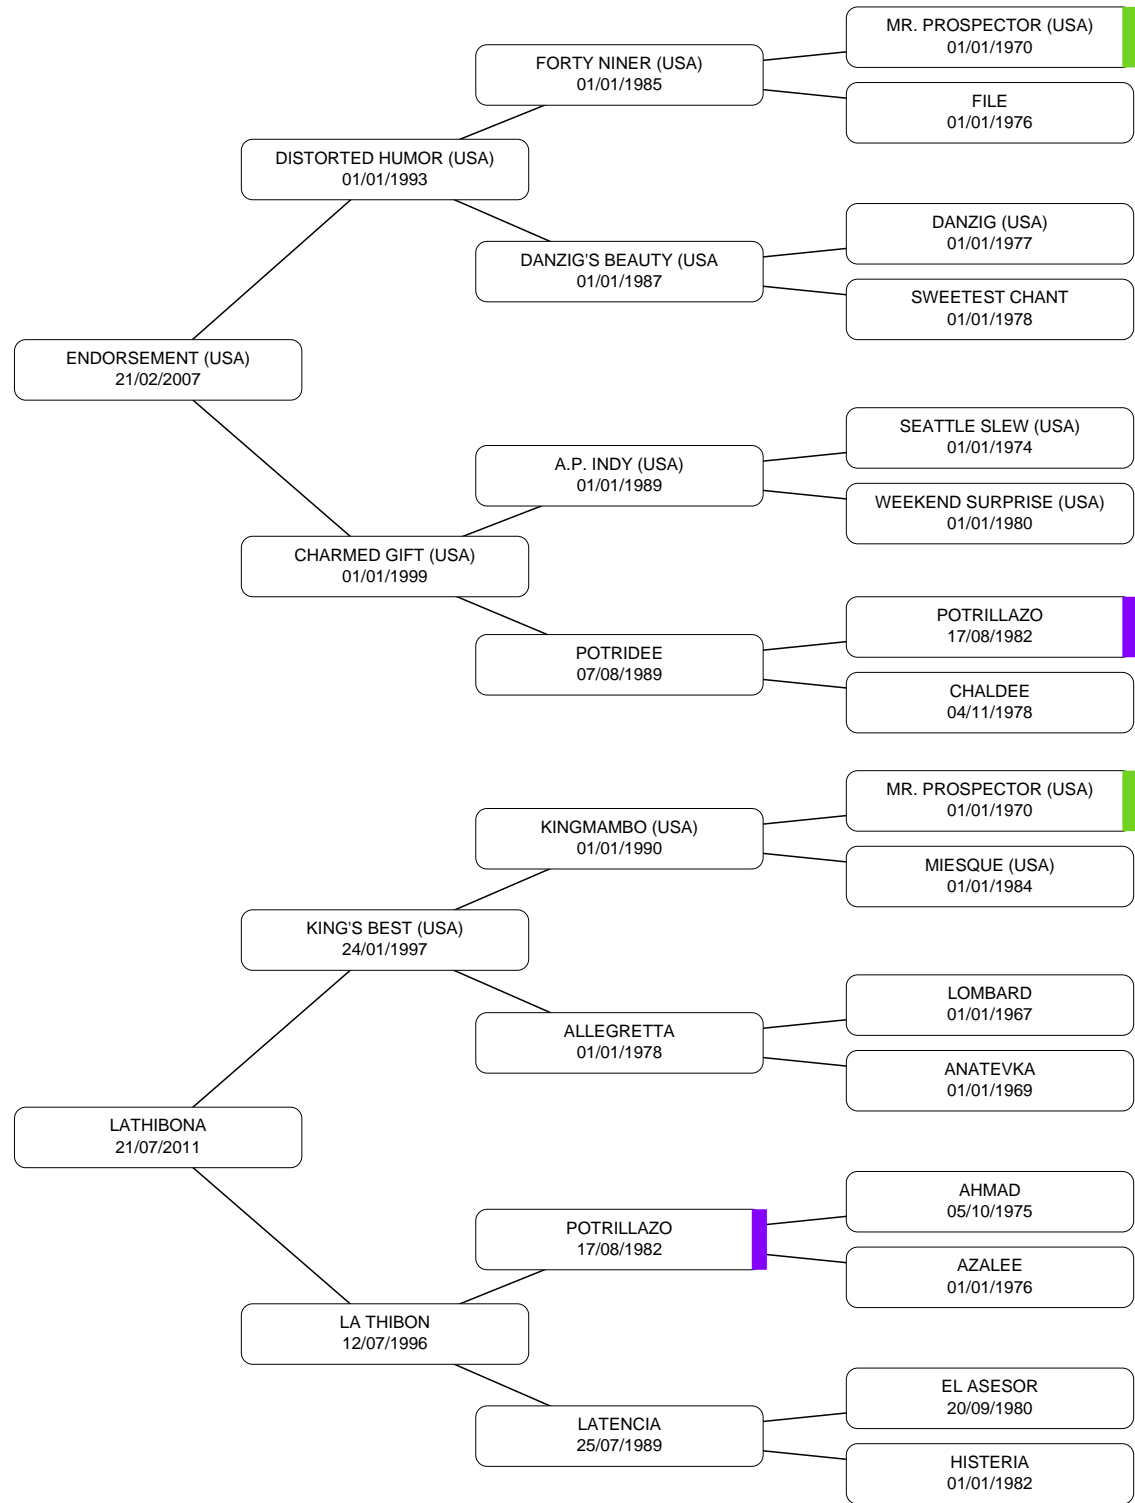 MR. PROSPECTOR (USA)
01/01/1970
FORTY NINER (USA)
01/01/1985
FILE
01/01/1976
DISTORTED HUMOR (USA)
01/01/1993
DANZIG (USA)
01/01/1977
DANZIG'S BEAUTY (USA
01/01/1987
SWEETEST CHANT
01/01/1978
ENDORSEMENT (USA)
21/02/2007
SEATTLE SLEW (USA)
01/01/1974
A.P. INDY (USA)
01/01/1989
WEEKEND SURPRISE (USA)
01/01/1980
CHARMED GIFT (USA)
01/01/1999
POTRILLAZO
17/08/1982
POTRIDEE
07/08/1989
CHALDEE
04/11/1978
MR. PROSPECTOR (USA)
01/01/1970
KINGMAMBO (USA)
01/01/1990
MIESQUE (USA)
01/01/1984
KING'S BEST (USA)
24/01/1997
LOMBARD
01/01/1967
ALLEGRETTA
01/01/1978
ANATEVKA
01/01/1969
LATHIBONA
21/07/2011
AHMAD
05/10/1975
POTRILLAZO
17/08/1982
AZALEE
01/01/1976
LA THIBON
12/07/1996
EL ASESOR
20/09/1980
LATENCIA
25/07/1989
HISTERIA
01/01/1982